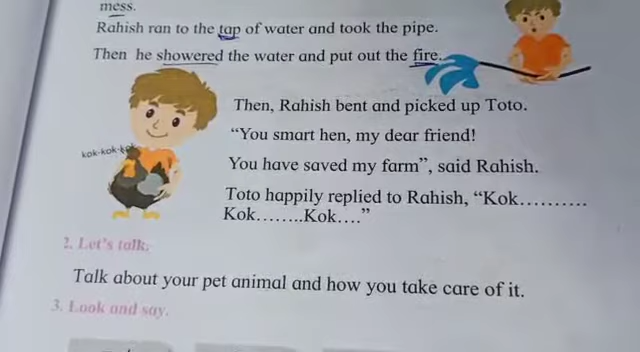 mess.
Rahish ran to the tap of water and took the pipe.
Then he showered the water and put out the fire.
Then, Rahish bent and picked up Toto.
“You smart hen, my dear friend!
kok-kok-kok
You have saved my farm”, said Rahish.
Toto happily replied to Rahish, “Kok..........
Kok........Kok....”
2. Let's talk.
Talk about your pet animal and how you take care of it.
3. Look and say.